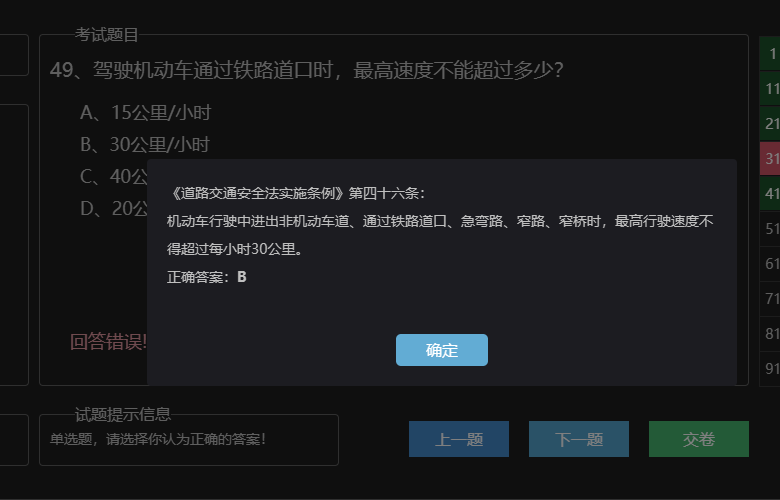 考试题目
49、驾驶机动车通过铁路道口时，最高速度不能超过多少？
A、15公里/小时
B、30公里/小时
C、40公
D、20公
《道路交通安全法实施条例》第四十六条：
机动车行驶中进出非机动车道、通过铁路道口、急弯路、窄路、窄桥时，最高行驶速度不
得超过每小时30公里。
正确答案：B
回答错误!
确定
试题提示信息
单选题，请选择你认为正确的答案！
上一题
下一题
交卷
1
11
21
31
41
51
61
71
81
91